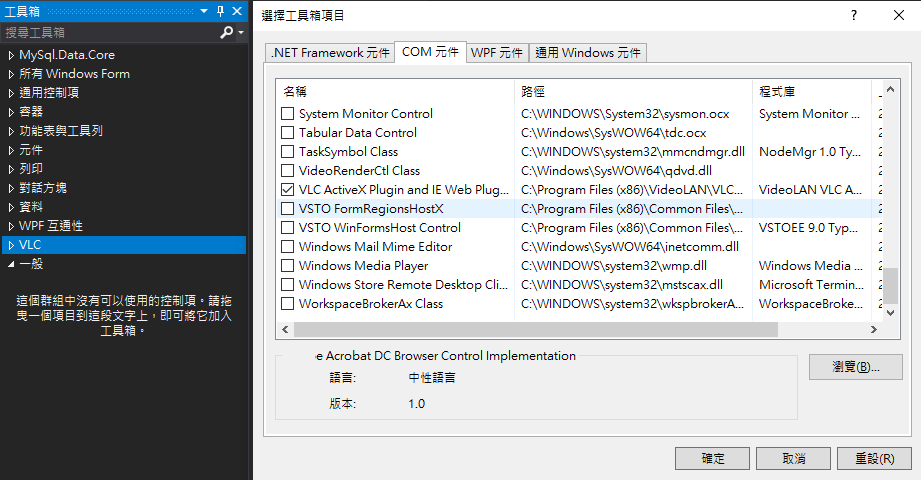 工具箱
搜尋工具箱
MySql.Data.Core
所有 Windows Form
通用控制項
容器
功能表與工具列
元件
列印
對話方塊
資料
WPF 互通性
VLC
一般
這個群組中沒有可以使用的控制項。請拖
曳一個項目到這段文字上，即可將它加入
工具箱。
選擇工具箱項目
.NET Framework 元件 COM 元件 WPF 元件 通用 Windows 元件
名稱 路徑 程式庫
System Monitor Control C:\WINDOWS\System32\sysmon.ocx System Monitor ...
Tabular Data Control C:\Windows\SysWOW64\tdc.ocx
TaskSymbol Class C:\WINDOWS\system32\mmcndmgr.dll NodeMgr 1.0 Ty...
VideoRenderCtl Class C:\Windows\SysWOW64\qdvd.dll
VLC ActiveX Plugin and IE Web Plug... C:\Program Files (x86)\VideoLAN\VLC... VideoLAN VLC A...
VSTO FormRegionsHostX C:\Program Files (x86)\Common Files\...
VSTO WinFormsHost Control C:\Program Files (x86)\Common Files\... VSTOEE 9.0 Typ...
Windows Mail Mime Editor C:\Windows\SysWOW64\inetcomm.dll
Windows Media Player C:\Windows\system32\wmp.dll Windows Media ...
Windows Store Remote Desktop Cli... C:\Windows\system32\mstscax.dll Microsoft Termin...
WorkspaceBrokerAx Class C:\Windows\system32\wkspbrokerA... WorkspaceBroke...
e Acrobat DC Browser Control Implementation
語言: 中性語言
版本: 1.0
瀏覽(B)...
確定 取消 重設(R)